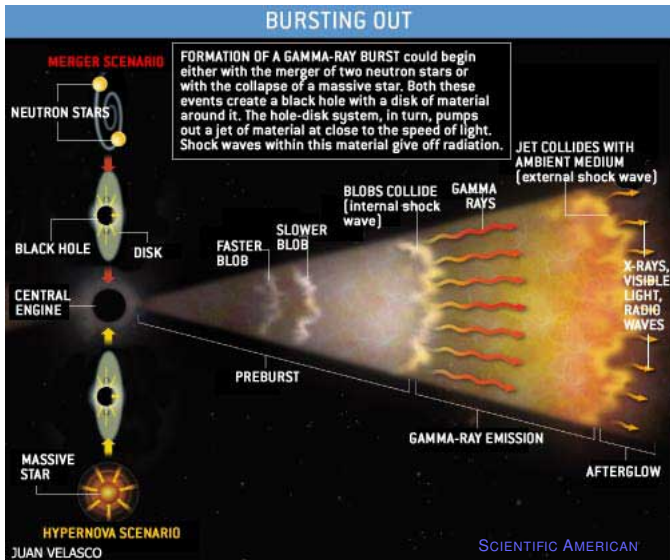 BURSTING OUT
MERGER SCENARIO
FORMATION OF A GAMMA-RAY BURST could begin
either with the merger of two neutron stars or
with the collapse of a massive star. Both these
events create a black hole with a disk of material
around it. The hole-disk system, in turn, pumps
out a jet of material at close to the speed of light.
Shock waves within this material give off radiation.
NEUTRON STARS
BLACK HOLE
DISK
CENTRAL
ENGINE
FASTER
BLOB
SLOWER
BLOB
BLOBS COLLIDE
(internal shock
wave)
GAMMA
RAYS
JET COLLIDES WITH
AMBIENT MEDIUM
(external shock wave)
X-RAYS,
VISIBLE
LIGHT,
RADIO
WAVES
PREBURST
GAMMA-RAY EMISSION
AFTERGLOW
MASSIVE
STAR
HYPERNOVA SCENARIO
JUAN VELASCO
SCIENTIFIC AMERICAN